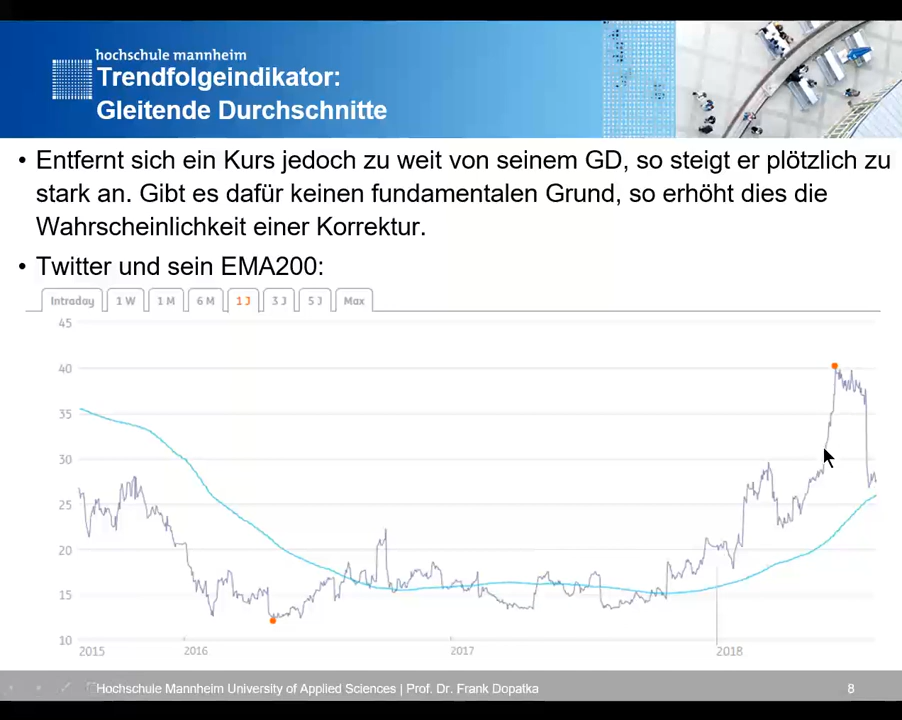 hochschule mannheim
Trendfolgeindikator:
Gleitende Durchschnitte
• Entfernt sich ein Kurs jedoch zu weit von seinem GD, so steigt er plötzlich zu
stark an. Gibt es dafür keinen fundamentalen Grund, so erhöht dies die
Wahrscheinlichkeit einer Korrektur.
• Twitter und sein EMA200:
Intraday 1 W 1 M 6 M 1 J 3 J 5 J Max
45
40
35
30
25
20
15
10
2015 2016 2017 2018
Hochschule Mannheim University of Applied Sciences | Prof. Dr. Frank Dopatka 8